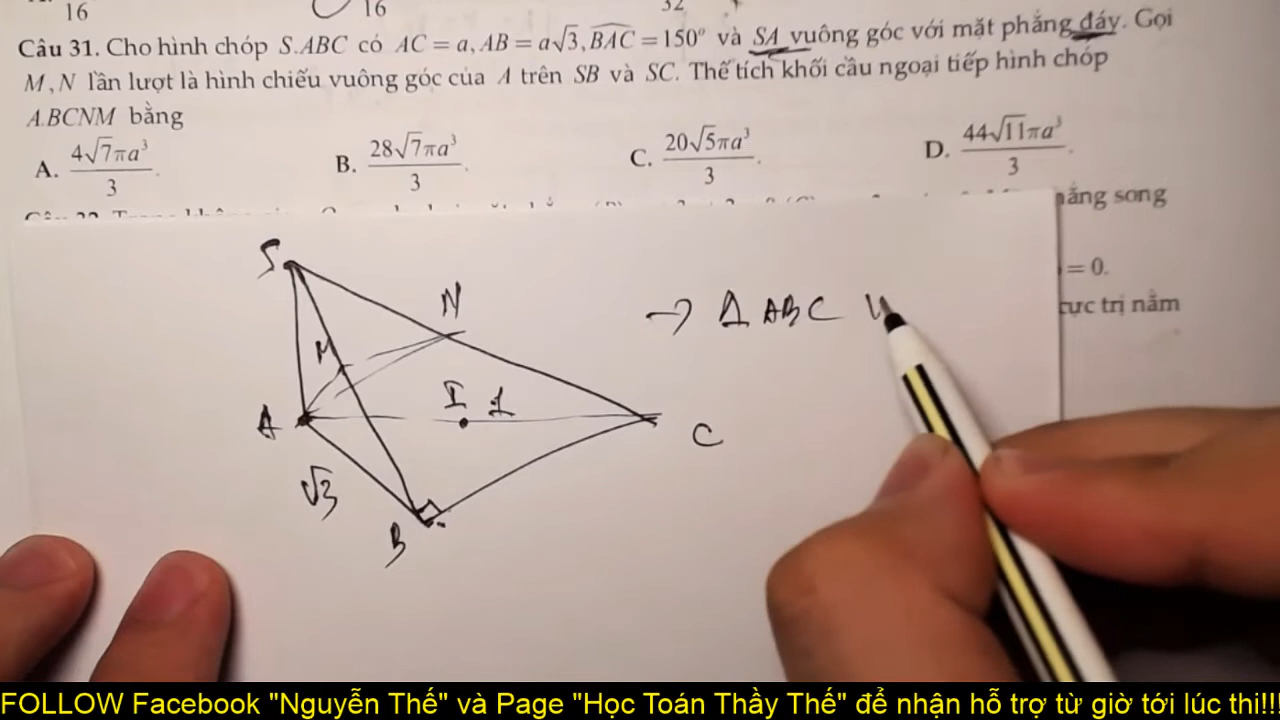 16
16
32
Câu 31. Cho hình chóp S.ABC có AC = a, AB = a√3, BAC = 150° và SA vuông góc với mặt phẳng đáy. Gọi
M, N lần lượt là hình chiếu vuông góc của A trên SB và SC. Thể tích khối cầu ngoại tiếp hình chóp
A.BCNM bằng
A. 4√7πa³/3. B. 28√7πa³/3. C. 20√5πa³/3. D. 44√11πa³/3.
ẳng song
= 0.
cực trị nằm
S
N
→ Δ ABC V
M
I 1
A
C
√3
B
FOLLOW Facebook "Nguyễn Thế" và Page "Học Toán Thầy Thế" để nhận hỗ trợ từ giờ tới lúc thi!!!